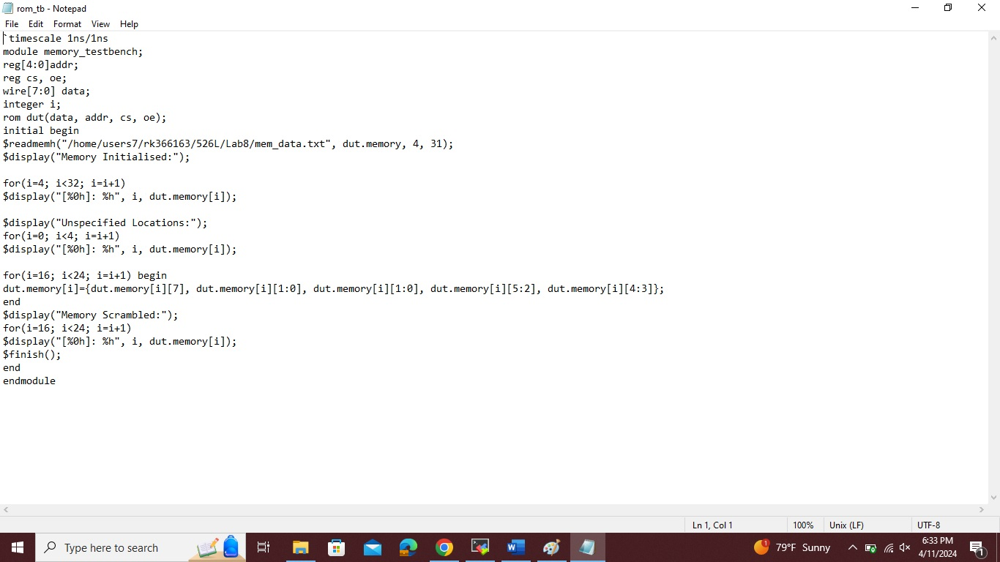 rom_tb - Notepad
File Edit Format View Help
`timescale 1ns/1ns
module memory_testbench;
reg[4:0]addr;
reg cs, oe;
wire[7:0] data;
integer i;
rom dut(data, addr, cs, oe);
initial begin
$readmemh("/home/users7/rk366163/526L/Lab8/mem_data.txt", dut.memory, 4, 31);
$display("Memory Initialised:");
for(i=4; i<32; i=i+1)
$display("[%0h]: %h", i, dut.memory[i]);
$display("Unspecified Locations:");
for(i=0; i<4; i=i+1)
$display("[%0h]: %h", i, dut.memory[i]);
for(i=16; i<24; i=i+1) begin
dut.memory[i]={dut.memory[i][7], dut.memory[i][1:0], dut.memory[i][1:0], dut.memory[i][5:2], dut.memory[i][4:3]};
end
$display("Memory Scrambled:");
for(i=16; i<24; i=i+1)
$display("[%0h]: %h", i, dut.memory[i]);
$finish();
end
endmodule
Ln 1, Col 1 100% Unix (LF) UTF-8
Type here to search 1 79°F Sunny 6:33 PM
4/11/2024 1